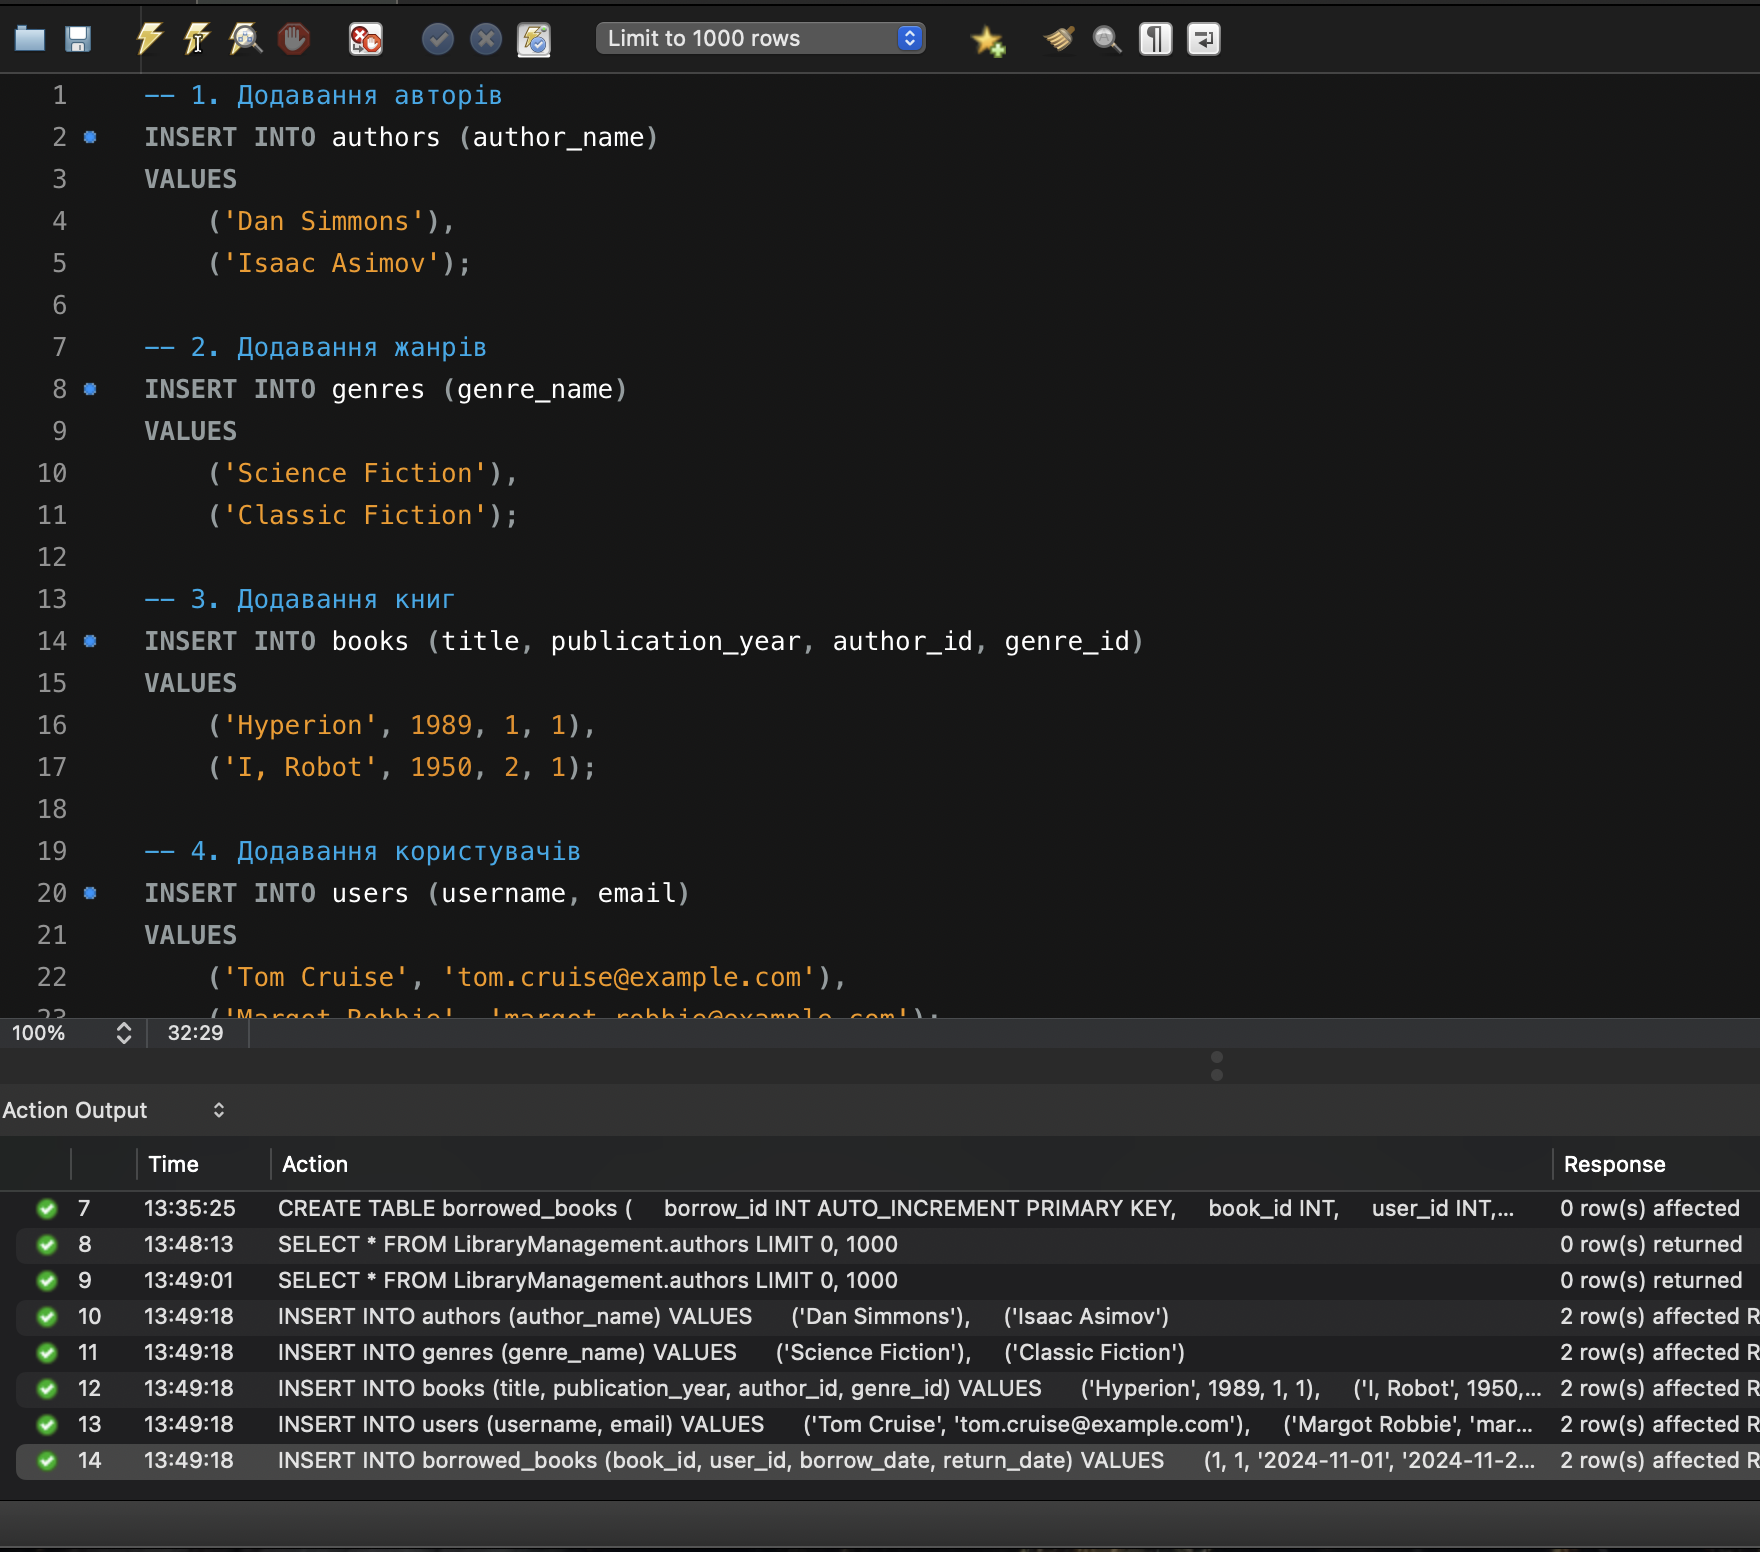 Limit to 1000 rows
1 -- 1. Додавання авторів
2 INSERT INTO authors (author_name)
3 VALUES
4 ('Dan Simmons'),
5 ('Isaac Asimov');
6
7 -- 2. Додавання жанрів
8 INSERT INTO genres (genre_name)
9 VALUES
10 ('Science Fiction'),
11 ('Classic Fiction');
12
13 -- 3. Додавання книг
14 INSERT INTO books (title, publication_year, author_id, genre_id)
15 VALUES
16 ('Hyperion', 1989, 1, 1),
17 ('I, Robot', 1950, 2, 1);
18
19 -- 4. Додавання користувачів
20 INSERT INTO users (username, email)
21 VALUES
22 ('Tom Cruise', 'tom.cruise@example.com'),
23 ('Margot Robbie', 'margot.robbie@example.com');
100% 32:29
Action Output
Time Action Response
7 13:35:25 CREATE TABLE borrowed_books ( borrow_id INT AUTO_INCREMENT PRIMARY KEY, book_id INT, user_id INT,... 0 row(s) affected
8 13:48:13 SELECT * FROM LibraryManagement.authors LIMIT 0, 1000 0 row(s) returned
9 13:49:01 SELECT * FROM LibraryManagement.authors LIMIT 0, 1000 0 row(s) returned
10 13:49:18 INSERT INTO authors (author_name) VALUES ('Dan Simmons'), ('Isaac Asimov') 2 row(s) affected R
11 13:49:18 INSERT INTO genres (genre_name) VALUES ('Science Fiction'), ('Classic Fiction') 2 row(s) affected R
12 13:49:18 INSERT INTO books (title, publication_year, author_id, genre_id) VALUES ('Hyperion', 1989, 1, 1), ('I, Robot', 1950,... 2 row(s) affected R
13 13:49:18 INSERT INTO users (username, email) VALUES ('Tom Cruise', 'tom.cruise@example.com'), ('Margot Robbie', 'mar... 2 row(s) affected R
14 13:49:18 INSERT INTO borrowed_books (book_id, user_id, borrow_date, return_date) VALUES (1, 1, '2024-11-01', '2024-11-2... 2 row(s) affected R